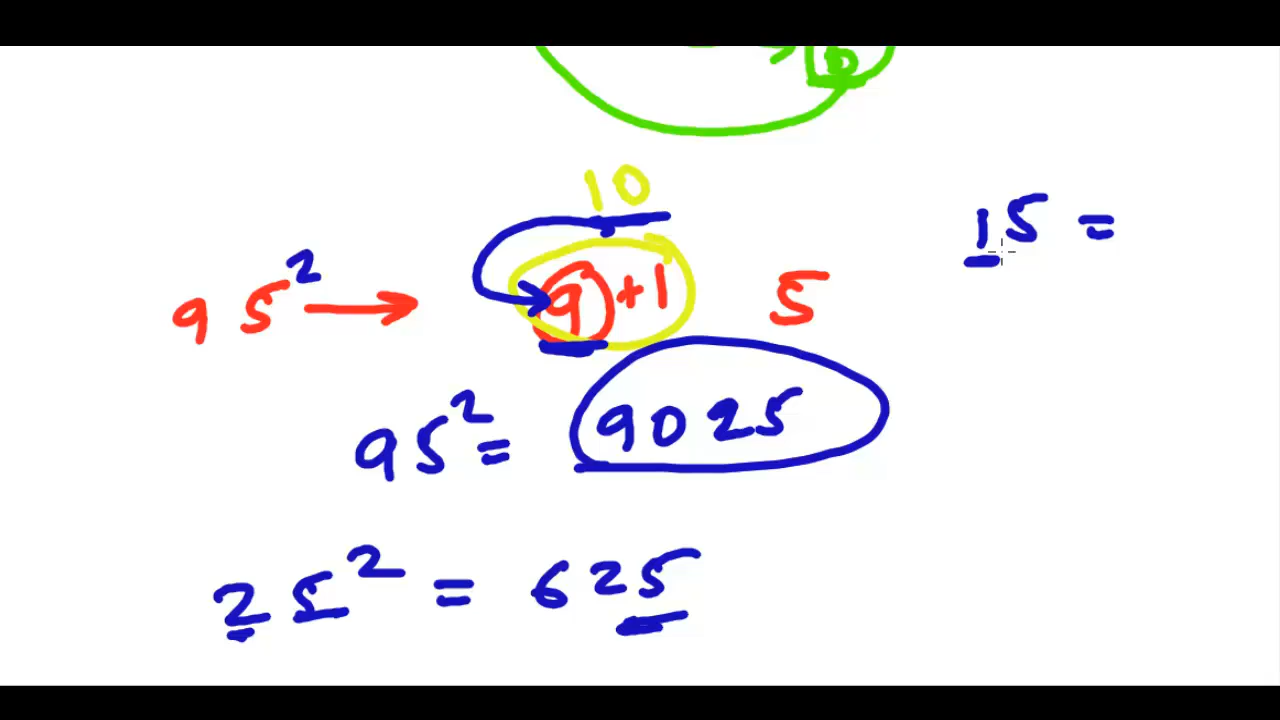 D
10
15 =
95² → 9 + 1 5
95² = 9025
25² = 625